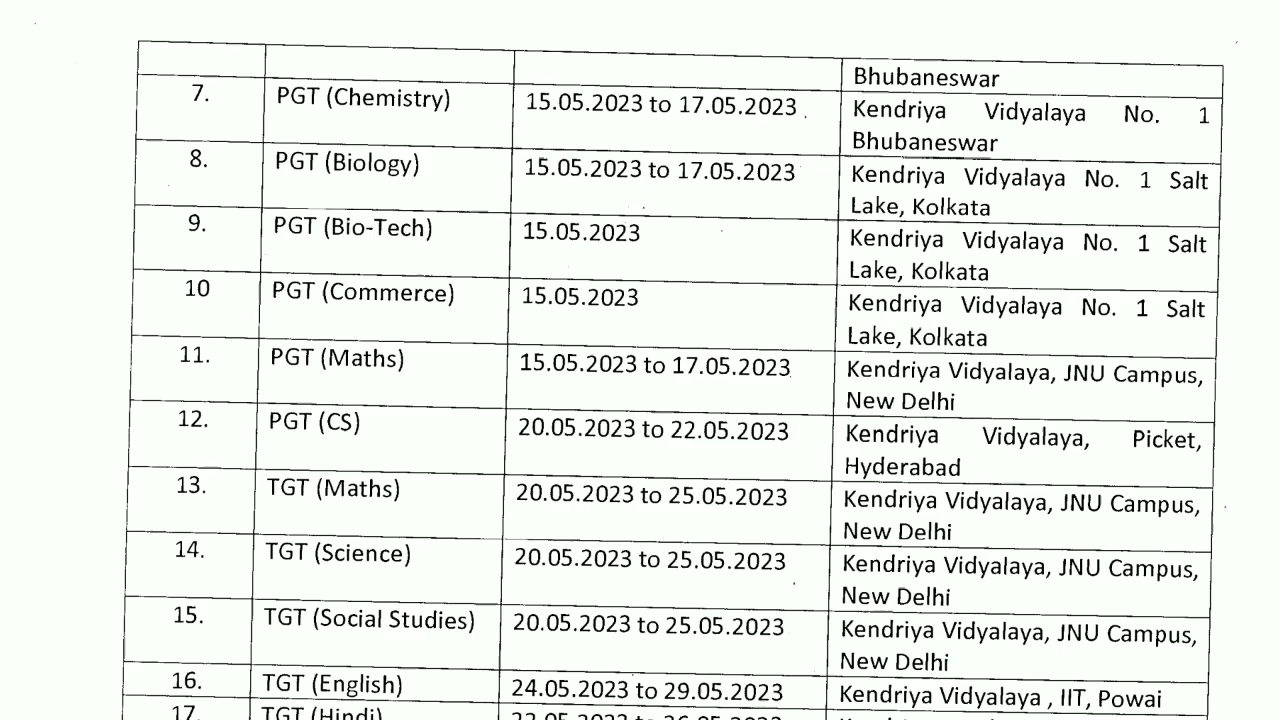 Bhubaneswar
7. PGT (Chemistry) 15.05.2023 to 17.05.2023 Kendriya Vidyalaya No. 1
Bhubaneswar
8. PGT (Biology) 15.05.2023 to 17.05.2023 Kendriya Vidyalaya No. 1 Salt
Lake, Kolkata
9. PGT (Bio-Tech) 15.05.2023 Kendriya Vidyalaya No. 1 Salt
Lake, Kolkata
10 PGT (Commerce) 15.05.2023 Kendriya Vidyalaya No. 1 Salt
Lake, Kolkata
11. PGT (Maths) 15.05.2023 to 17.05.2023 Kendriya Vidyalaya, JNU Campus,
New Delhi
12. PGT (CS) 20.05.2023 to 22.05.2023 Kendriya Vidyalaya, Picket,
Hyderabad
13. TGT (Maths) 20.05.2023 to 25.05.2023 Kendriya Vidyalaya, JNU Campus,
New Delhi
14. TGT (Science) 20.05.2023 to 25.05.2023 Kendriya Vidyalaya, JNU Campus,
New Delhi
15. TGT (Social Studies) 20.05.2023 to 25.05.2023 Kendriya Vidyalaya, JNU Campus,
New Delhi
16. TGT (English) 24.05.2023 to 29.05.2023 Kendriya Vidyalaya , IIT, Powai
17. TGT (Hindi)